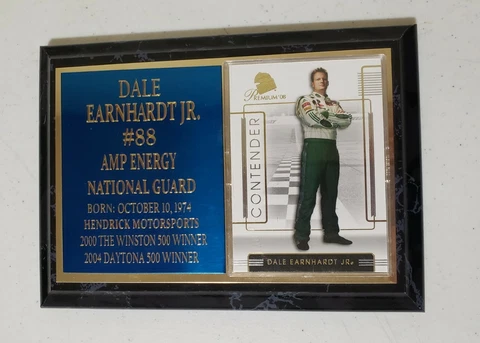 DALE
EARNHARDT JR.
#88
AMP ENERGY
NATIONAL GUARD
BORN: OCTOBER 10, 1974
HENDRICK MOTORSPORTS
2000 THE WINSTON 500 WINNER
2004 DAYTONA 500 WINNER
PREMIUM '08
CONTENDER
DALE EARNHARDT JR.